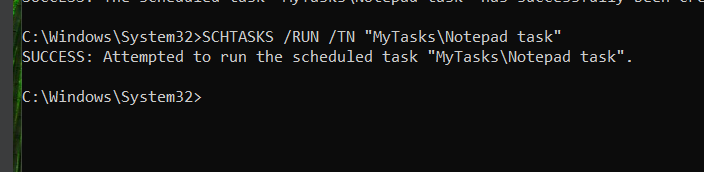 SUCCESS: The scheduled task "MyTasks\Notepad task" has successfully been cre
C:\Windows\System32>SCHTASKS /RUN /TN "MyTasks\Notepad task"
SUCCESS: Attempted to run the scheduled task "MyTasks\Notepad task".
C:\Windows\System32>